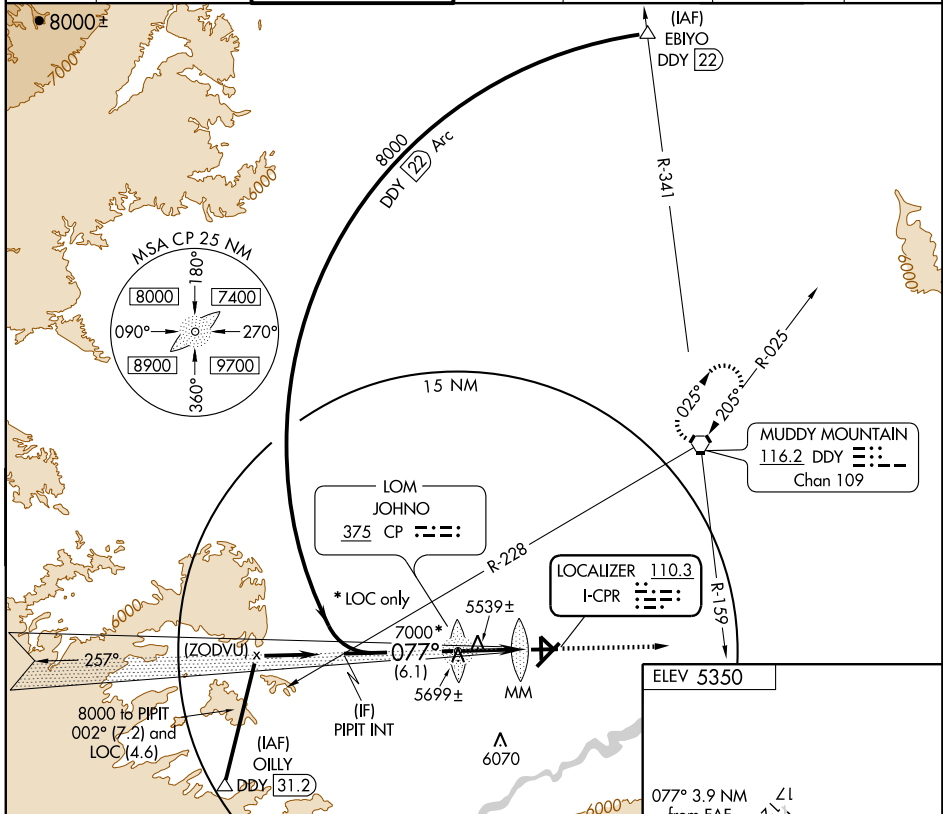 8000±
7000
(IAF)
EBIYO
DDY 22
8000
DDY 22 Arc
R-341
6000
6000
MSA CP 25 NM
180°
8000
7400
090°
270°
8900
9700
360°
15 NM
R-025
025°
205°
MUDDY MOUNTAIN
116.2 DDY
Chan 109
LOM
JOHNO
375 CP
R-228
LOCALIZER 110.3
I-CPR
R-159
* LOC only
5539±
6000
7000*
(ZODVU)
x
077°
257°
(6.1)
5699±
MM
ELEV 5350
8000 to PIPIT
002° (7.2) and
LOC (4.6)
(IF)
PIPIT INT
(IAF)
OILLY
DDY 31.2
6070
6000
077° 3.9 NM
from FAF
17
12